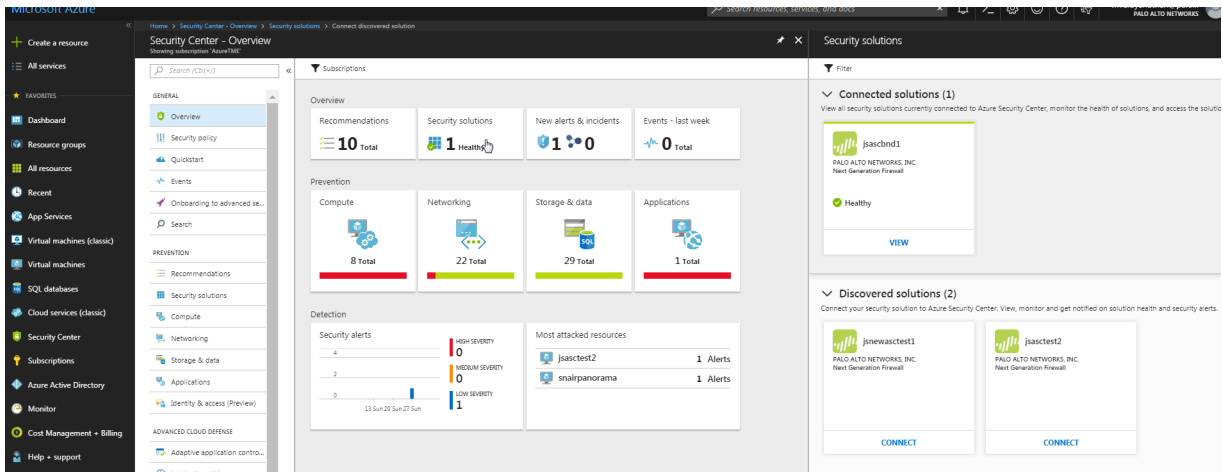 Microsoft Azure
Search resources, services, and docs
PALO ALTO NETWORKS
Home > Security Center - Overview > Security solutions > Connect discovered solution
Create a resource
All services
FAVORITES
Dashboard
Resource groups
All resources
Recent
App Services
Virtual machines (classic)
Virtual machines
SQL databases
Cloud services (classic)
Security Center
Subscriptions
Azure Active Directory
Monitor
Cost Management + Billing
Help + support
Security Center - Overview
Showing subscription 'AzureTME'
Search (Ctrl+/)
GENERAL
Overview
Security policy
Quickstart
Events
Onboarding to advanced se...
Search
PREVENTION
Recommendations
Security solutions
Compute
Networking
Storage & data
Applications
Identity & access (Preview)
ADVANCED CLOUD DEFENSE
Adaptive application contro...
Subscriptions
Overview
Recommendations
10 Total
Security solutions
1 Healthy
New alerts & incidents
1 0
Events - last week
0 Total
Prevention
Compute
8 Total
Networking
22 Total
Storage & data
SQL
29 Total
Applications
1 Total
Detection
Security alerts
4
2
0
13 Sun 20 Sun 27 Sun
HIGH SEVERITY
0
MEDIUM SEVERITY
0
LOW SEVERITY
1
Most attacked resources
jsasctest2 1 Alerts
snairpanorama 1 Alerts
Security solutions
Filter
Connected solutions (1)
View all security solutions currently connected to Azure Security Center, monitor the health of solutions, and access the
jsascbnd1
PALO ALTO NETWORKS, INC.
Next Generation Firewall
Healthy
VIEW
Discovered solutions (2)
Connect your security solution to Azure Security Center. View, monitor and get notified on solution health and security alerts.
jsnewasctest1
PALO ALTO NETWORKS, INC.
Next Generation Firewall
CONNECT
jsasctest2
PALO ALTO NETWORKS, INC.
Next Generation Firewall
CONNECT